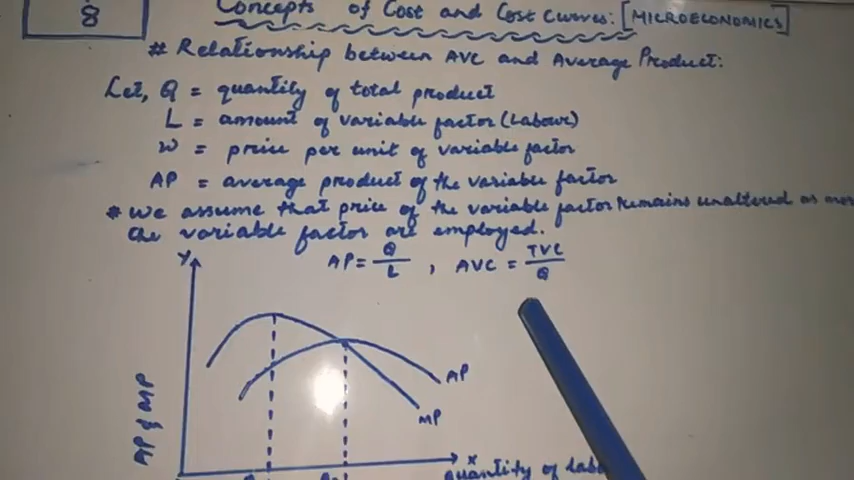 8
Concepts of Cost and Cost Curves: [MICROECONOMICS]
# Relationship between AVC and Average Product:
Let, Q = quantity of total product
L = amount of variable factor (Labour)
w = price per unit of variable factor
AP = average product of the variable factor
* We assume that price of the variable factor remains unaltered as
the variable factor are employed.
AP = Q/L , AVC = TVC/Q
Y
AP & MP
AP
MP
X
Quantity of